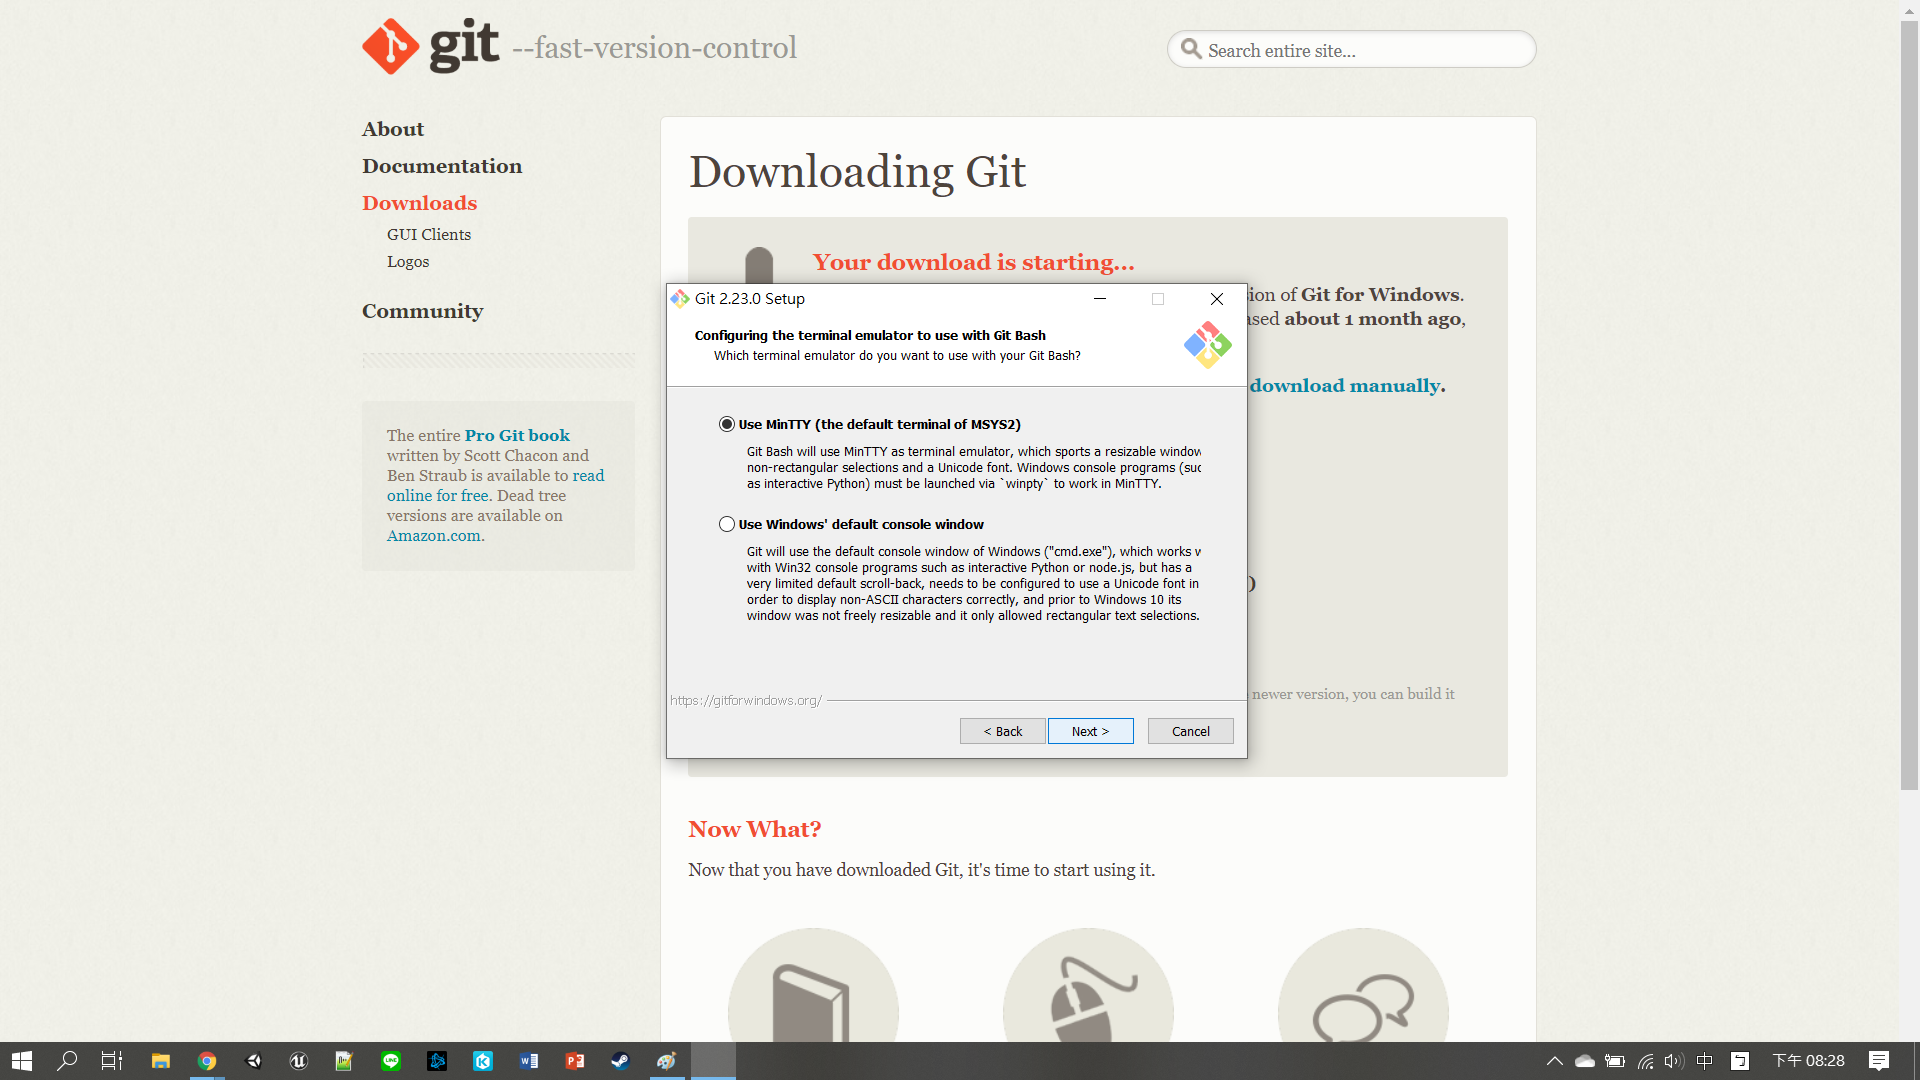 git --fast-version-control
Search entire site...
About
Documentation
Downloads
GUI Clients
Logos
Community
The entire Pro Git book
written by Scott Chacon and
Ben Straub is available to read
online for free. Dead tree
versions are available on
Amazon.com.
Downloading Git
Your download is starting...
sion of Git for Windows.
ased about 1 month ago,
download manually.
)
newer version, you can build it
Git 2.23.0 Setup
Configuring the terminal emulator to use with Git Bash
Which terminal emulator do you want to use with your Git Bash?
Use MinTTY (the default terminal of MSYS2)
Git Bash will use MinTTY as terminal emulator, which sports a resizable window
non-rectangular selections and a Unicode font. Windows console programs (suc
as interactive Python) must be launched via `winpty` to work in MinTTY.
Use Windows' default console window
Git will use the default console window of Windows ("cmd.exe"), which works w
with Win32 console programs such as interactive Python or node.js, but has a
very limited default scroll-back, needs to be configured to use a Unicode font in
order to display non-ASCII characters correctly, and prior to Windows 10 its
window was not freely resizable and it only allowed rectangular text selections.
https://gitforwindows.org/
< Back
Next >
Cancel
Now What?
Now that you have downloaded Git, it's time to start using it.
LINE
中
ㄅ
下午 08:28